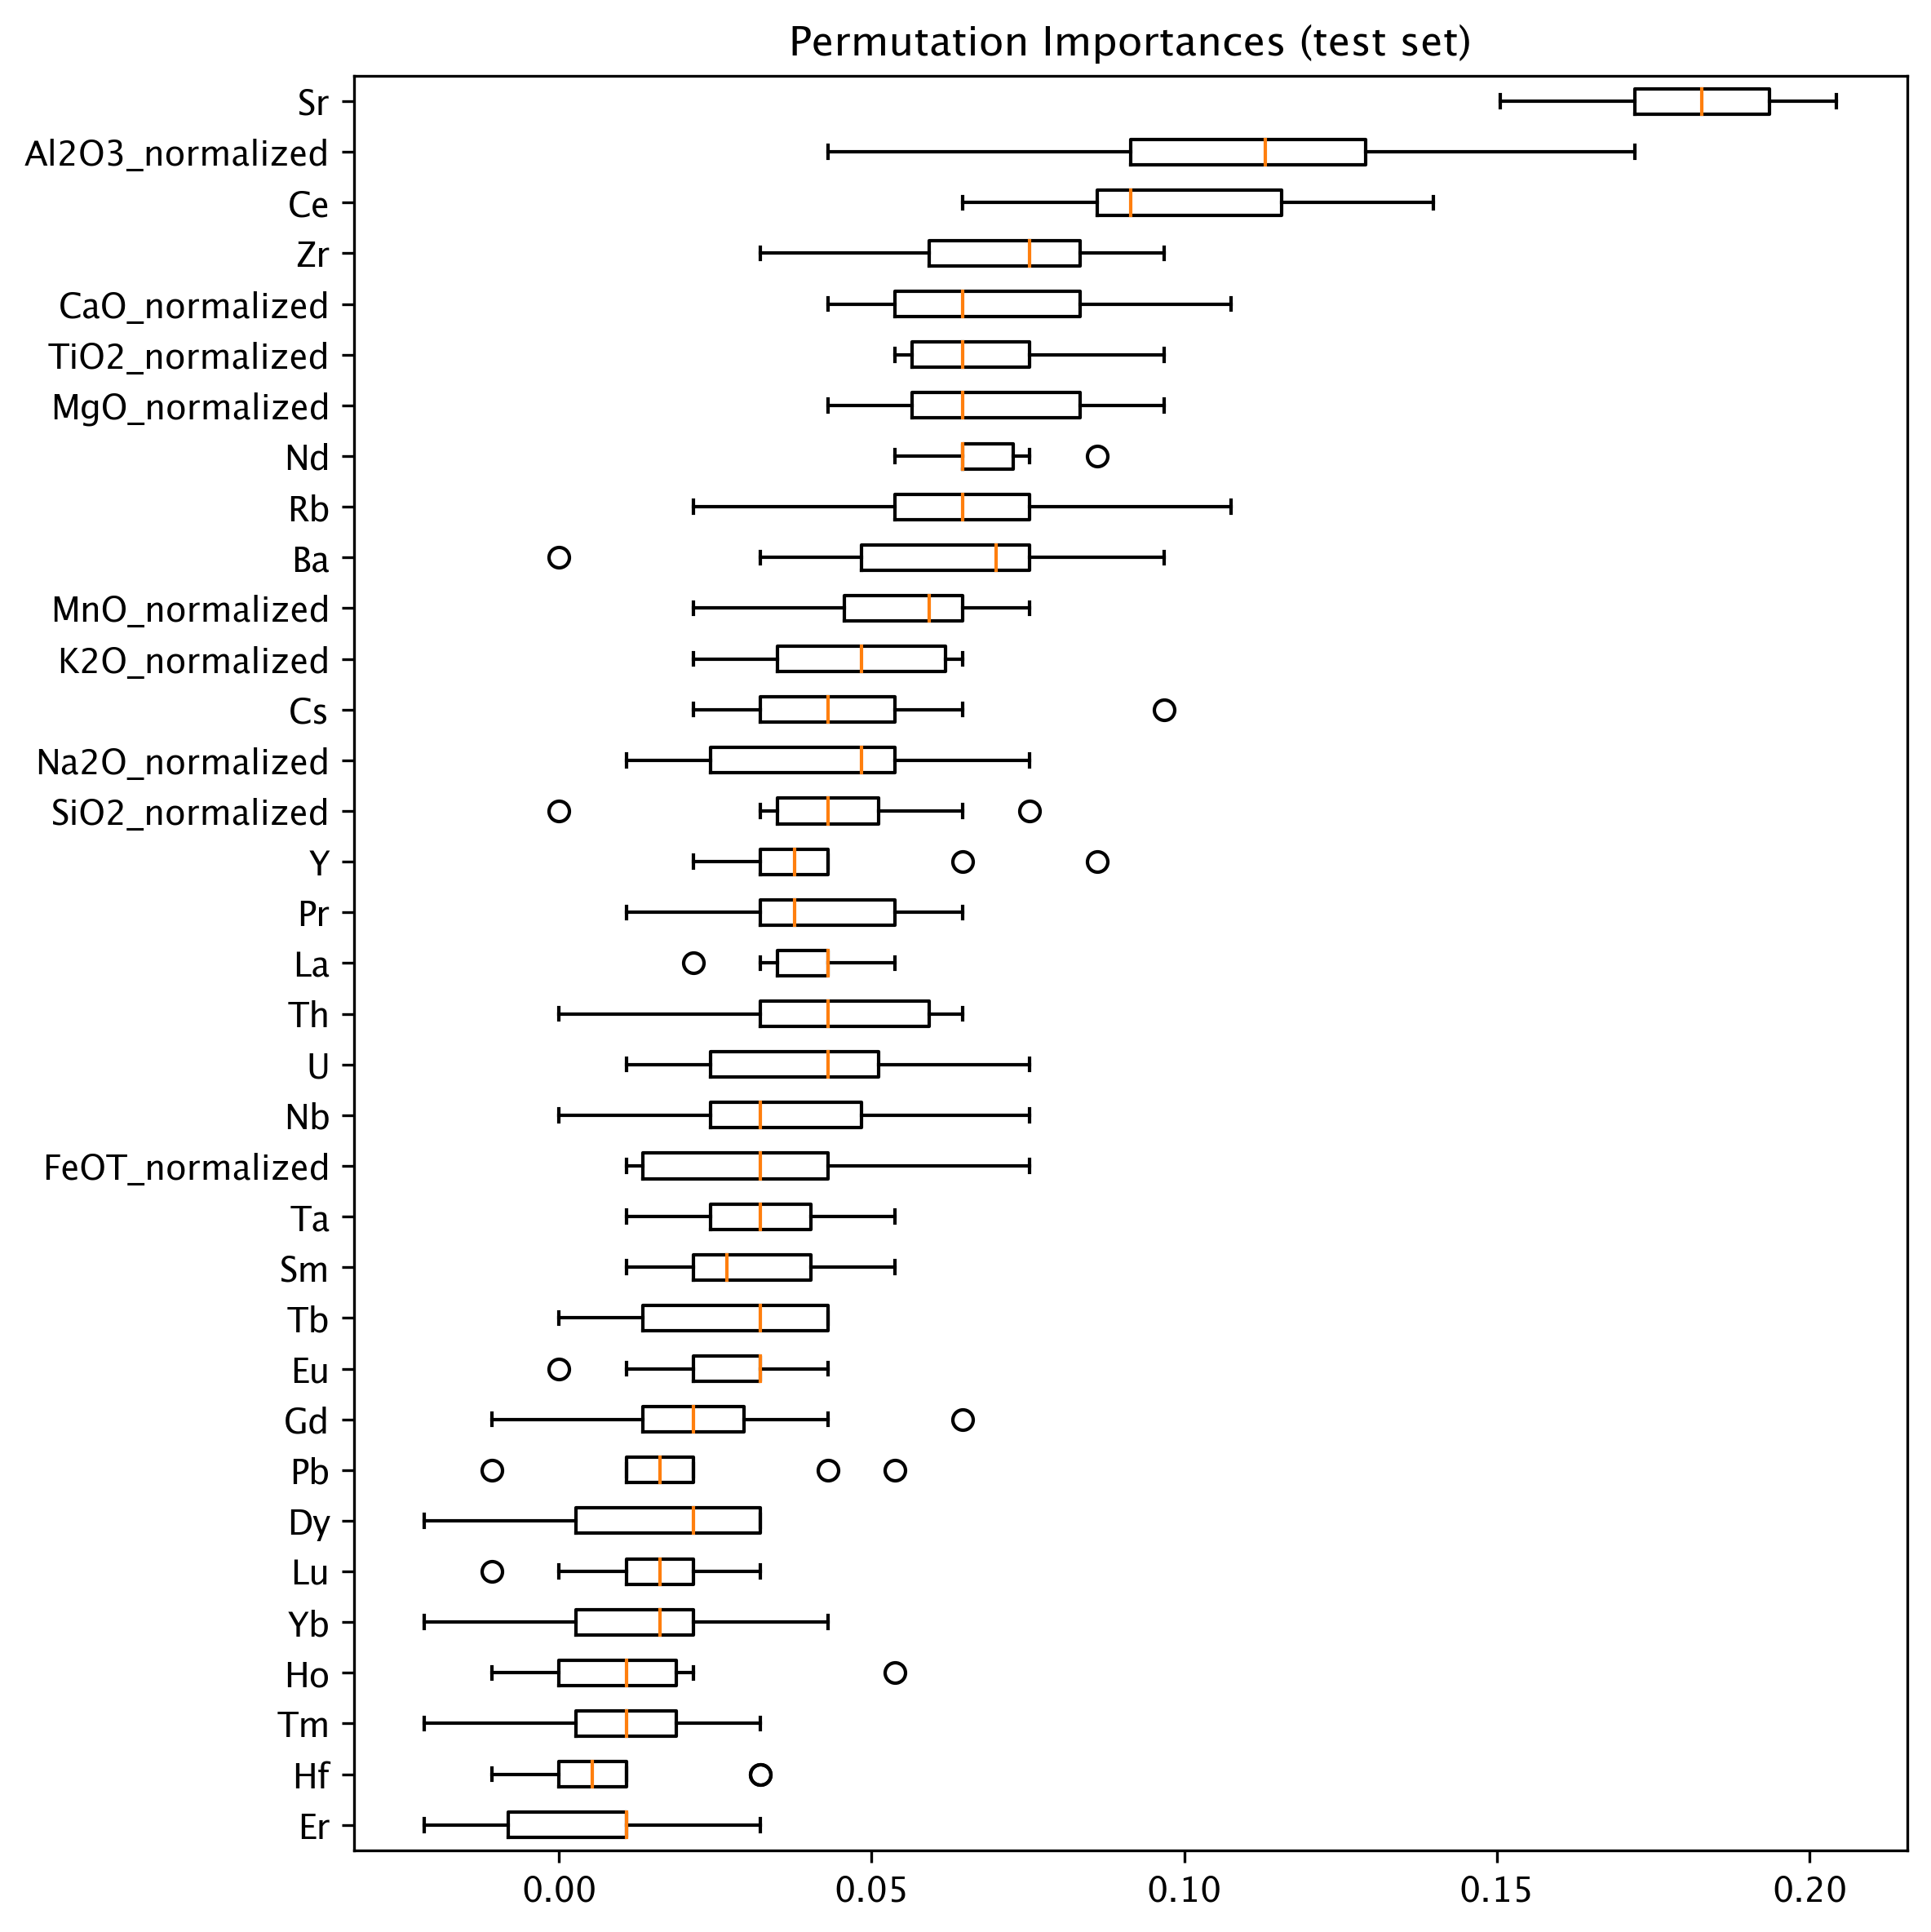 Permutation Importances (test set)
Sr
Al2O3_normalized
Ce
Zr
CaO_normalized
TiO2_normalized
MgO_normalized
Nd
Rb
Ba
MnO_normalized
K2O_normalized
Cs
Na2O_normalized
SiO2_normalized
Y
Pr
La
Th
U
Nb
FeOT_normalized
Ta
Sm
Tb
Eu
Gd
Pb
Dy
Lu
Yb
Ho
Tm
Hf
Er
0.00 0.05 0.10 0.15 0.20